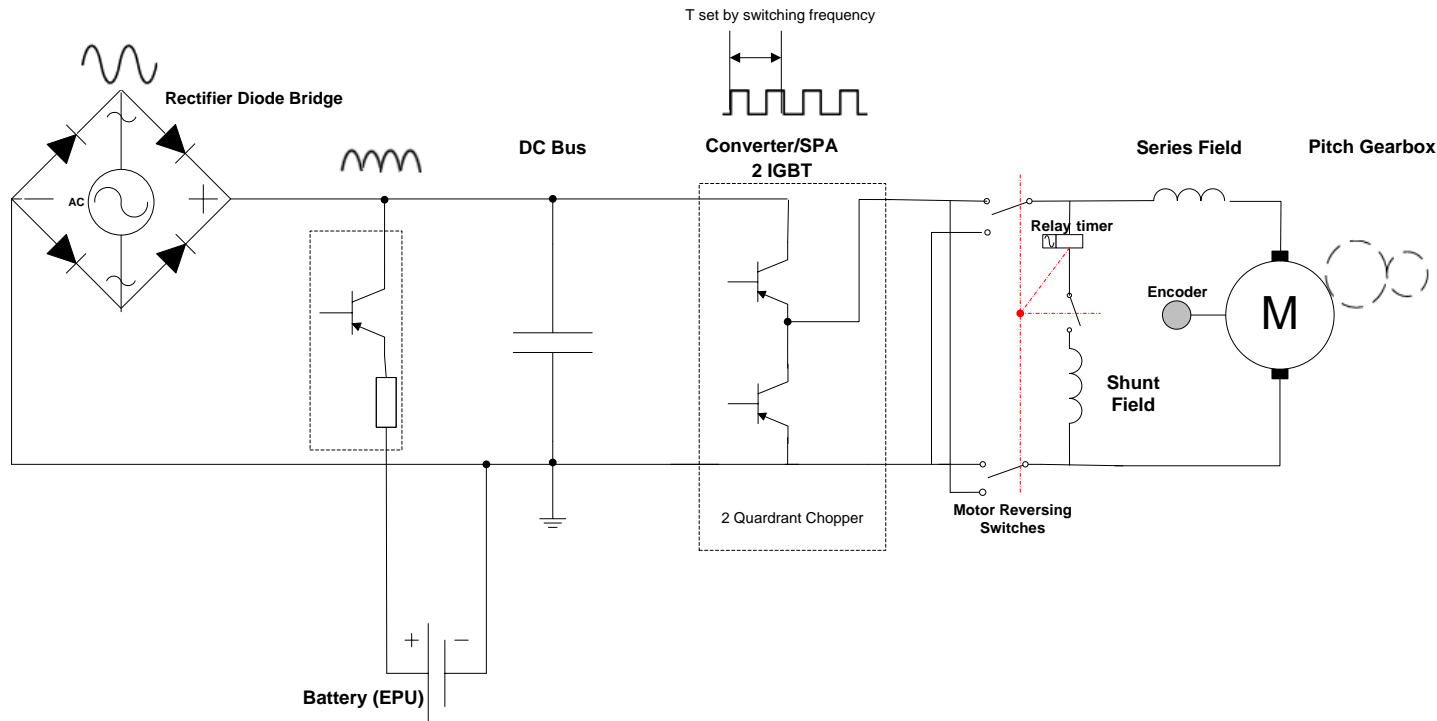 T set by switching frequency
Rectifier Diode Bridge
DC Bus
Converter/SPA
2 IGBT
Series Field
Pitch Gearbox
AC
Relay timer
Encoder
M
Shunt
Field
2 Quardrant Chopper
Motor Reversing
Switches
+
−
Battery (EPU)